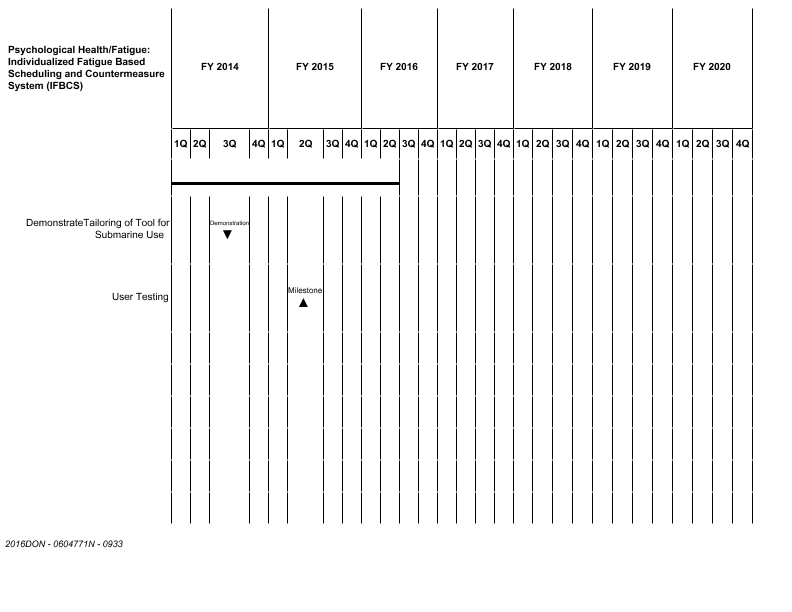 Psychological Health/Fatigue:
Individualized Fatigue Based
Scheduling and Countermeasure
System (IFBCS)
FY 2014 FY 2015 FY 2016 FY 2017 FY 2018 FY 2019 FY 2020
1Q 2Q 3Q 4Q 1Q 2Q 3Q 4Q 1Q 2Q 3Q 4Q 1Q 2Q 3Q 4Q 1Q 2Q 3Q 4Q 1Q 2Q 3Q 4Q 1Q 2Q 3Q 4Q
DemonstrateTailoring of Tool for
Submarine Use
Demonstration
Milestone
User Testing
2016DON - 0604771N - 0933